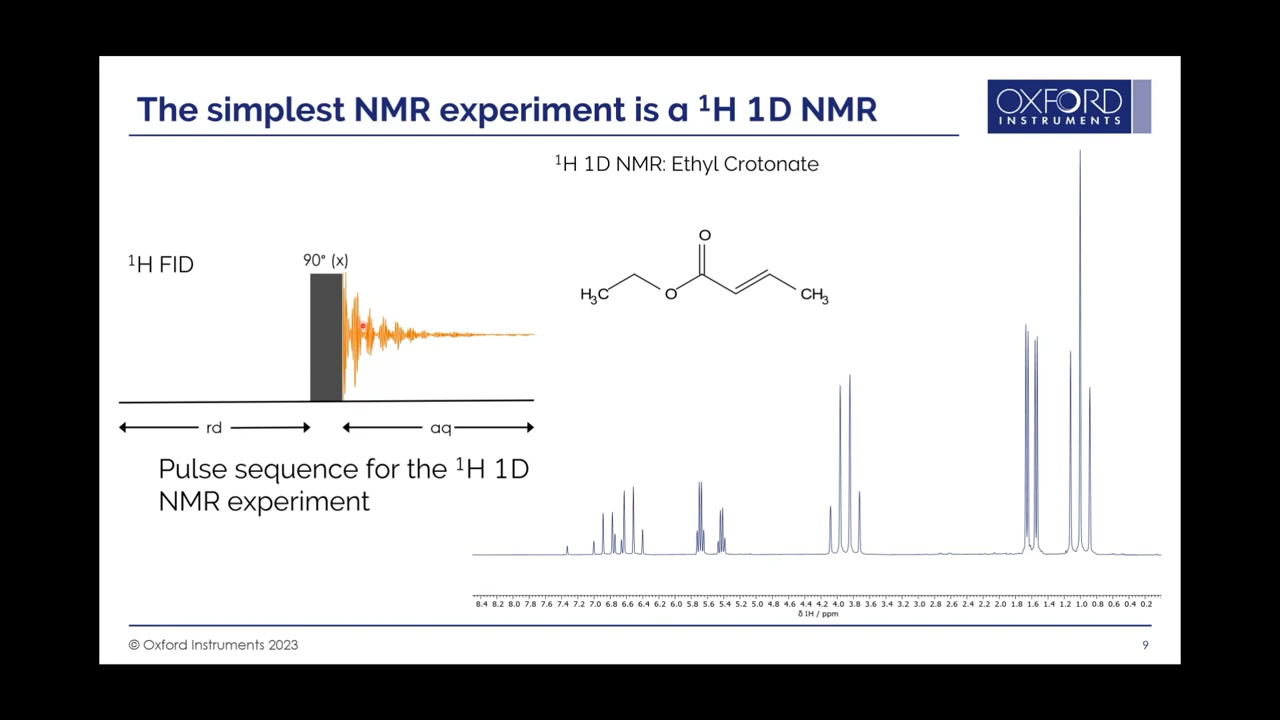 The simplest NMR experiment is a ¹H 1D NMR
OXFORD
INSTRUMENTS
¹H 1D NMR: Ethyl Crotonate
¹H FID
90° (x)
O
H₃C
O
CH₃
rd
aq
Pulse sequence for the ¹H 1D
NMR experiment
8.4 8.2 8.0 7.8 7.6 7.4 7.2 7.0 6.8 6.6 6.4 6.2 6.0 5.8 5.6 5.4 5.2 5.0 4.8 4.6 4.4 4.2 4.0 3.8 3.6 3.4 3.2 3.0 2.8 2.6 2.4 2.2 2.0 1.8 1.6 1.4 1.2 1.0 0.8 0.6 0.4 0.2
δ 1H / ppm
© Oxford Instruments 2023
9